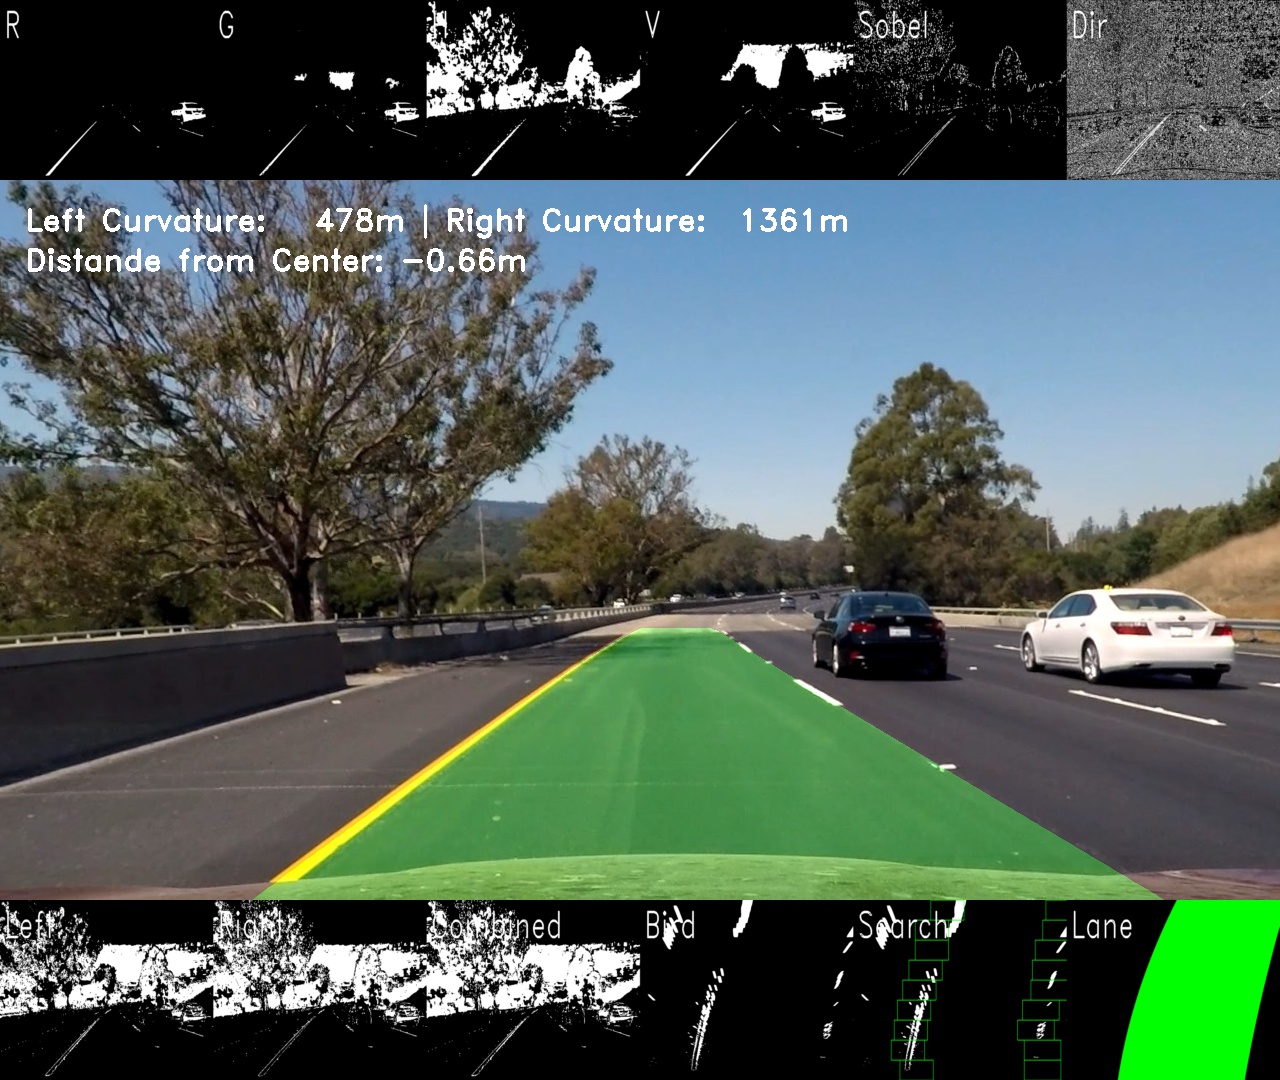 R
G
V
Sobel
Dir
Left Curvature: 478m | Right Curvature: 1361m
Distande from Center: -0.66m
Left
Right
Combined
Bird
Search
Lane